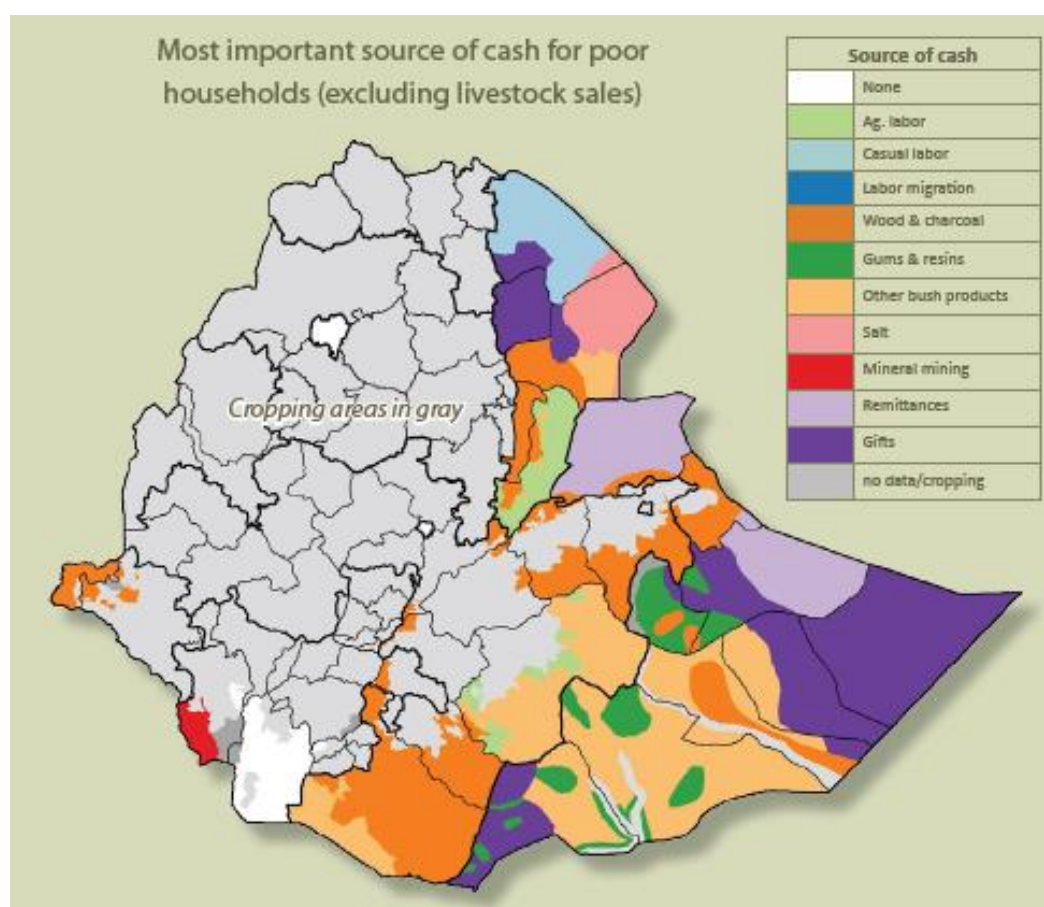 Most important source of cash for poor
households (excluding livestock sales)
Source of cash
None
Ag. labor
Casual labor
Labor migration
Wood & charcoal
Gums & resins
Other bush products
Salt
Mineral mining
Remittances
Gifts
no data/cropping
Cropping areas in gray